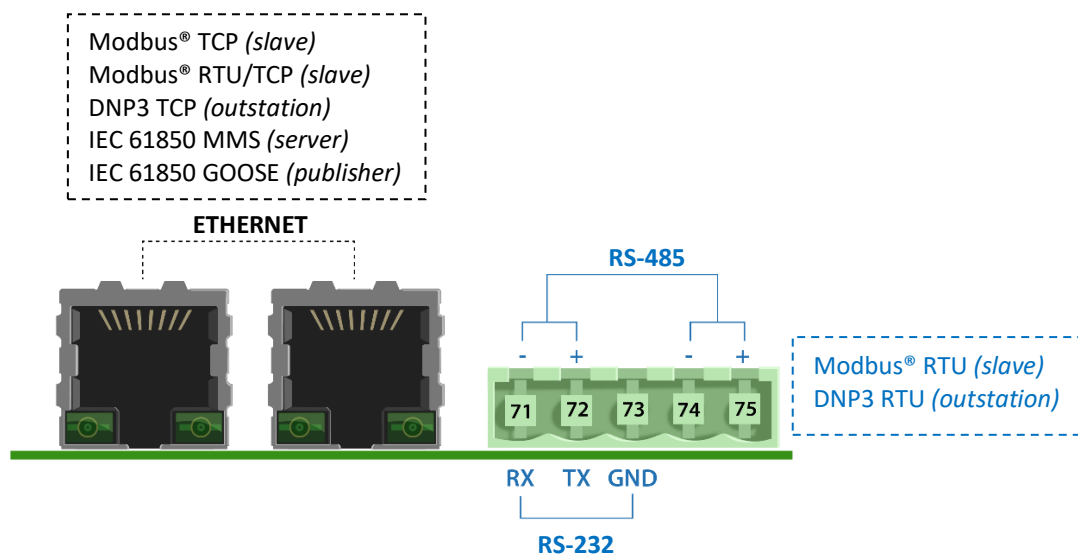 Modbus® TCP (slave)
Modbus® RTU/TCP (slave)
DNP3 TCP (outstation)
IEC 61850 MMS (server)
IEC 61850 GOOSE (publisher)
ETHERNET
RS-485
- + - +
71 72 73 74 75
Modbus® RTU (slave)
DNP3 RTU (outstation)
RX TX GND
RS-232